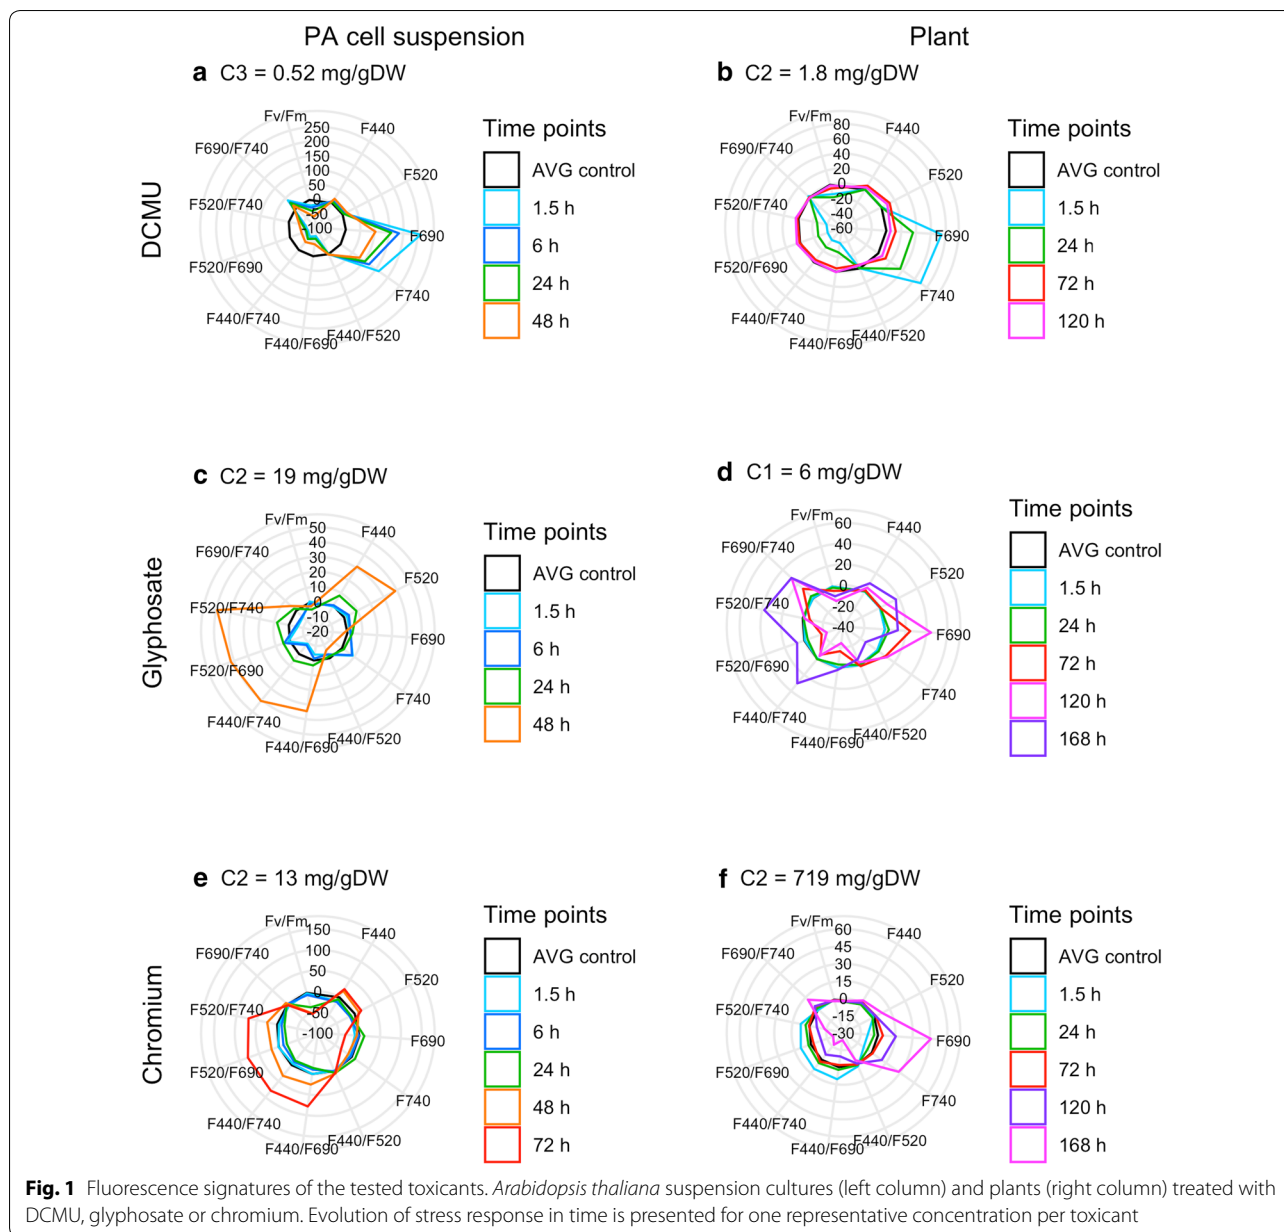 PA cell suspension
Plant
DCMU
a C3 = 0.52 mg/gDW
Fv/Fm
F440
F520
F690
F740
F440/F520
F440/F690
F440/F740
F520/F690
F520/F740
F690/F740
250
200
150
100
50
0
-50
-100
Time points
AVG control
1.5 h
6 h
24 h
48 h
b C2 = 1.8 mg/gDW
Fv/Fm
F440
F520
F690
F740
F440/F520
F440/F690
F440/F740
F520/F690
F520/F740
F690/F740
80
60
40
20
0
-20
-40
-60
Time points
AVG control
1.5 h
24 h
72 h
120 h
Glyphosate
c C2 = 19 mg/gDW
Fv/Fm
F440
F520
F690
F740
F440/F520
F440/F690
F440/F740
F520/F690
F520/F740
F690/F740
50
40
30
20
10
0
-10
-20
Time points
AVG control
1.5 h
6 h
24 h
48 h
d C1 = 6 mg/gDW
Fv/Fm
F440
F520
F690
F740
F440/F520
F440/F690
F440/F740
F520/F690
F520/F740
F690/F740
60
40
20
0
-20
-40
Time points
AVG control
1.5 h
24 h
72 h
120 h
168 h
Chromium
e C2 = 13 mg/gDW
Fv/Fm
F440
F520
F690
F740
F440/F520
F440/F690
F440/F740
F520/F690
F520/F740
F690/F740
150
100
50
0
-50
-100
Time points
AVG control
1.5 h
6 h
24 h
48 h
72 h
f C2 = 719 mg/gDW
Fv/Fm
F440
F520
F690
F740
F440/F520
F440/F690
F440/F740
F520/F690
F520/F740
F690/F740
60
45
30
15
0
-15
-30
Time points
AVG control
1.5 h
24 h
72 h
120 h
168 h
Fig. 1 Fluorescence signatures of the tested toxicants. Arabidopsis thaliana suspension cultures (left column) and plants (right column) treated with
DCMU, glyphosate or chromium. Evolution of stress response in time is presented for one representative concentration per toxicant